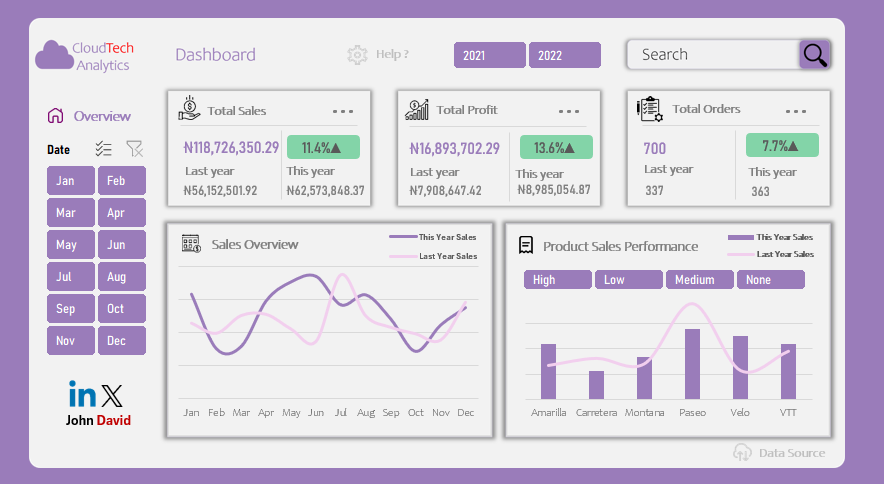 CloudTech
Analytics
Dashboard
Help ?
2021
2022
Search
Overview
Date
Jan
Feb
Mar
Apr
May
Jun
Jul
Aug
Sep
Oct
Nov
Dec
in X
John David
Total Sales
₦118,726,350.29
11.4%▲
Last year
This year
₦56,152,501.92
₦62,573,848.37
Total Profit
₦16,893,702.29
13.6%▲
Last year
This year
₦7,908,647.42
₦8,985,054.87
Total Orders
700
7.7%▲
Last year
This year
337
363
Sales Overview
This Year Sales
Last Year Sales
Jan Feb Mar Apr May Jun Jul Aug Sep Oct Nov Dec
Product Sales Performance
This Year Sales
Last Year Sales
High
Low
Medium
None
Amarilla Carretera Montana Paseo Velo VTT
Data Source